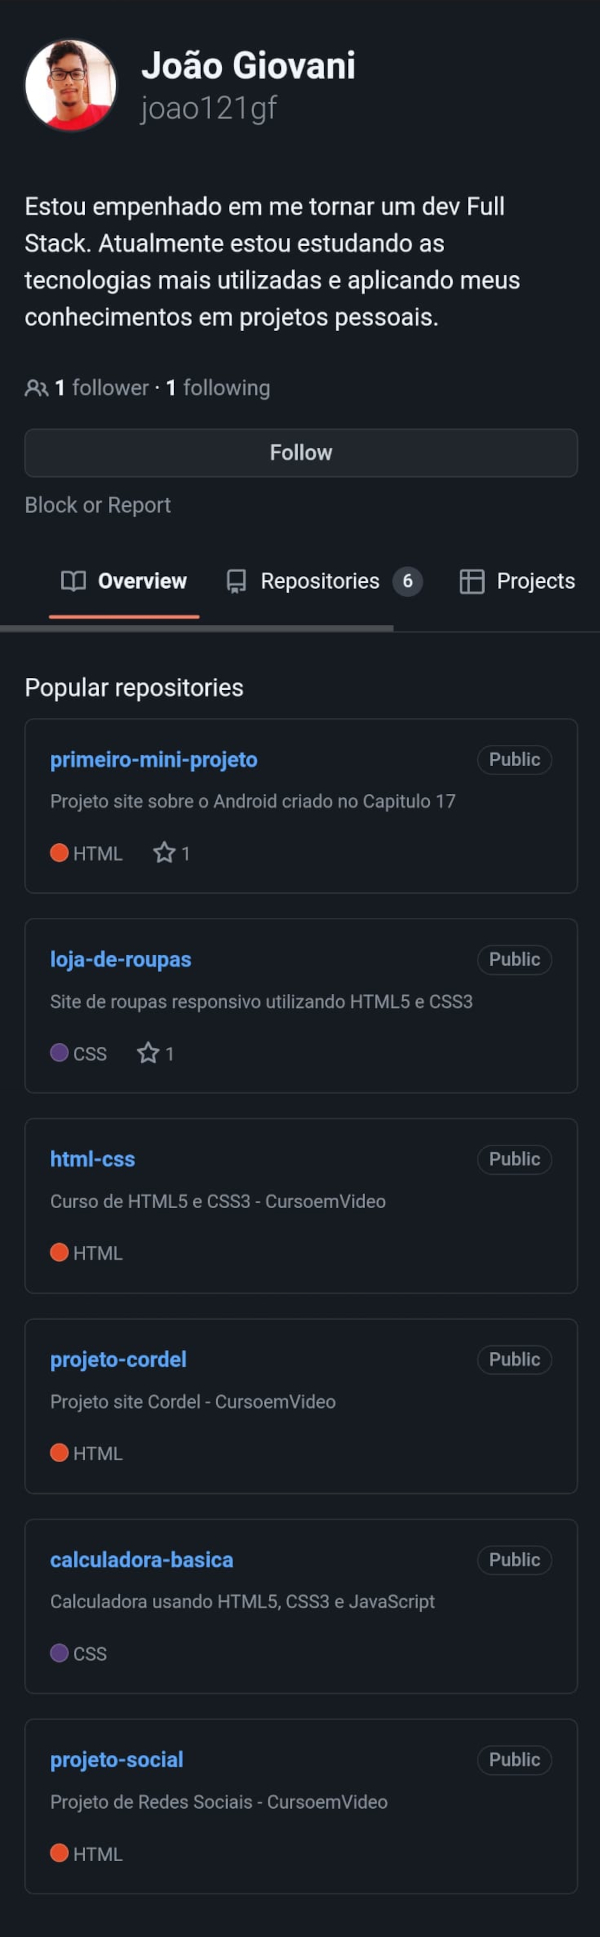 João Giovani
joao121gf
Estou empenhado em me tornar um dev Full
Stack. Atualmente estou estudando as
tecnologias mais utilizadas e aplicando meus
conhecimentos em projetos pessoais.
1 follower · 1 following
Follow
Block or Report
Overview Repositories 6 Projects
Popular repositories
primeiro-mini-projeto Public
Projeto site sobre o Android criado no Capitulo 17
HTML 1
loja-de-roupas Public
Site de roupas responsivo utilizando HTML5 e CSS3
CSS 1
html-css Public
Curso de HTML5 e CSS3 - CursoemVideo
HTML
projeto-cordel Public
Projeto site Cordel - CursoemVideo
HTML
calculadora-basica Public
Calculadora usando HTML5, CSS3 e JavaScript
CSS
projeto-social Public
Projeto de Redes Sociais - CursoemVideo
HTML